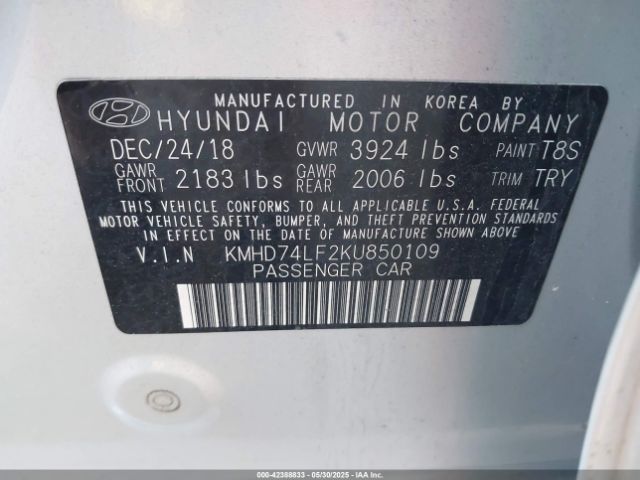 MANUFACTURED IN KOREA BY
HYUNDAI MOTOR COMPANY
DEC/24/18 GVWR 3924 lbs PAINT T8S
GAWR FRONT 2183 lbs GAWR REAR 2006 lbs TRIM TRY
THIS VEHICLE CONFORMS TO ALL APPLICABLE U.S.A. FEDERAL
MOTOR VEHICLE SAFETY, BUMPER, AND THEFT PREVENTION STANDARDS
IN EFFECT ON THE DATE OF MANUFACTURE SHOWN ABOVE
V.I.N KMHD74LF2KU850109
PASSENGER CAR
000-42388833 - 05/30/2025 - IAAI. COM